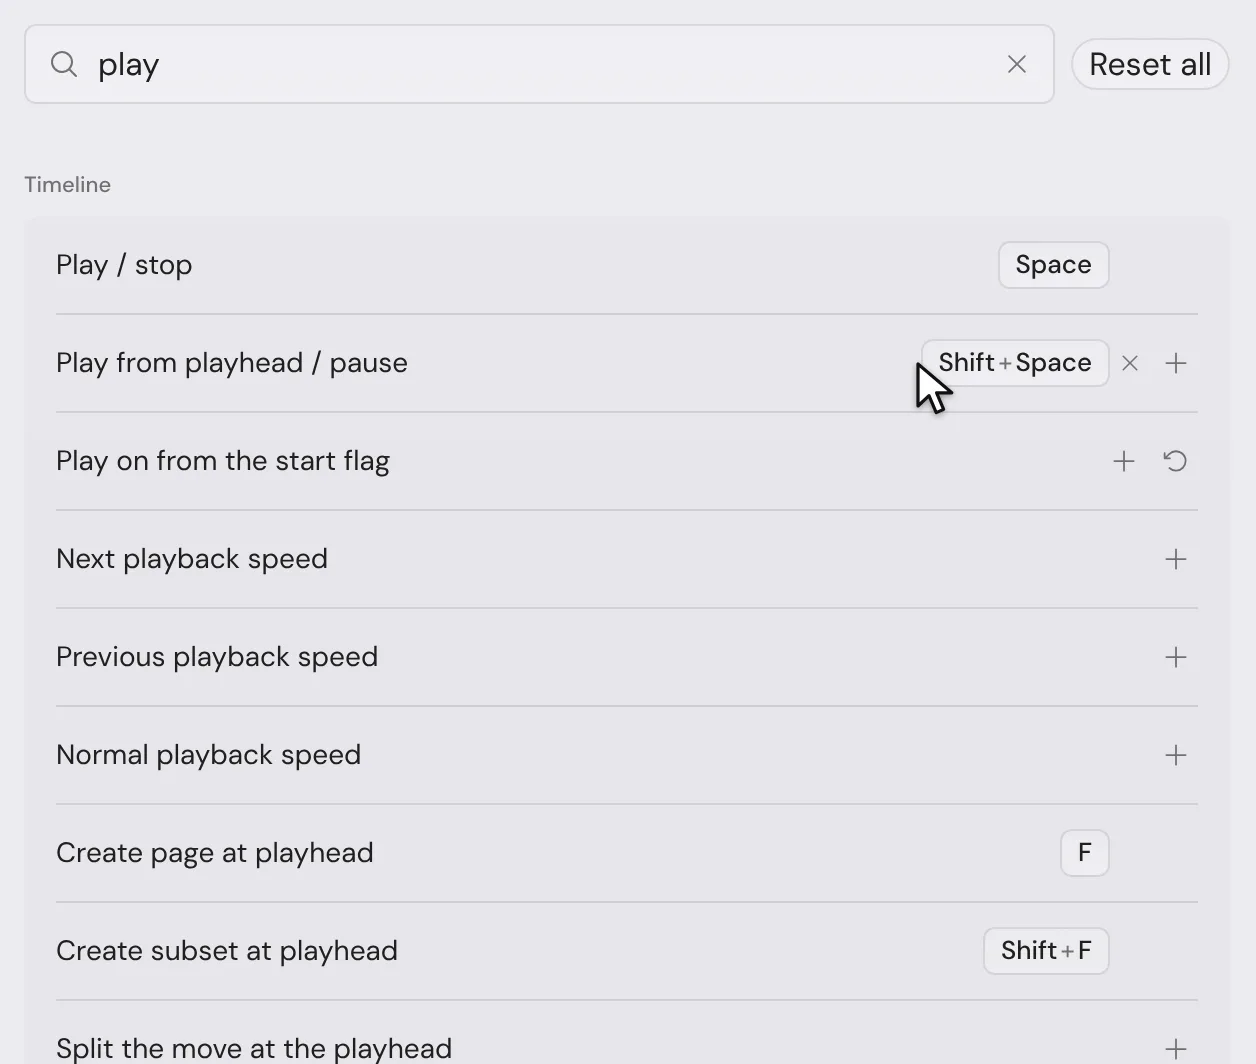 play
Reset all
Timeline
Play / stop Space
Play from playhead / pause Shift+Space
Play on from the start flag
Next playback speed
Previous playback speed
Normal playback speed
Create page at playhead F
Create subset at playhead Shift+F
Split the move at the playhead